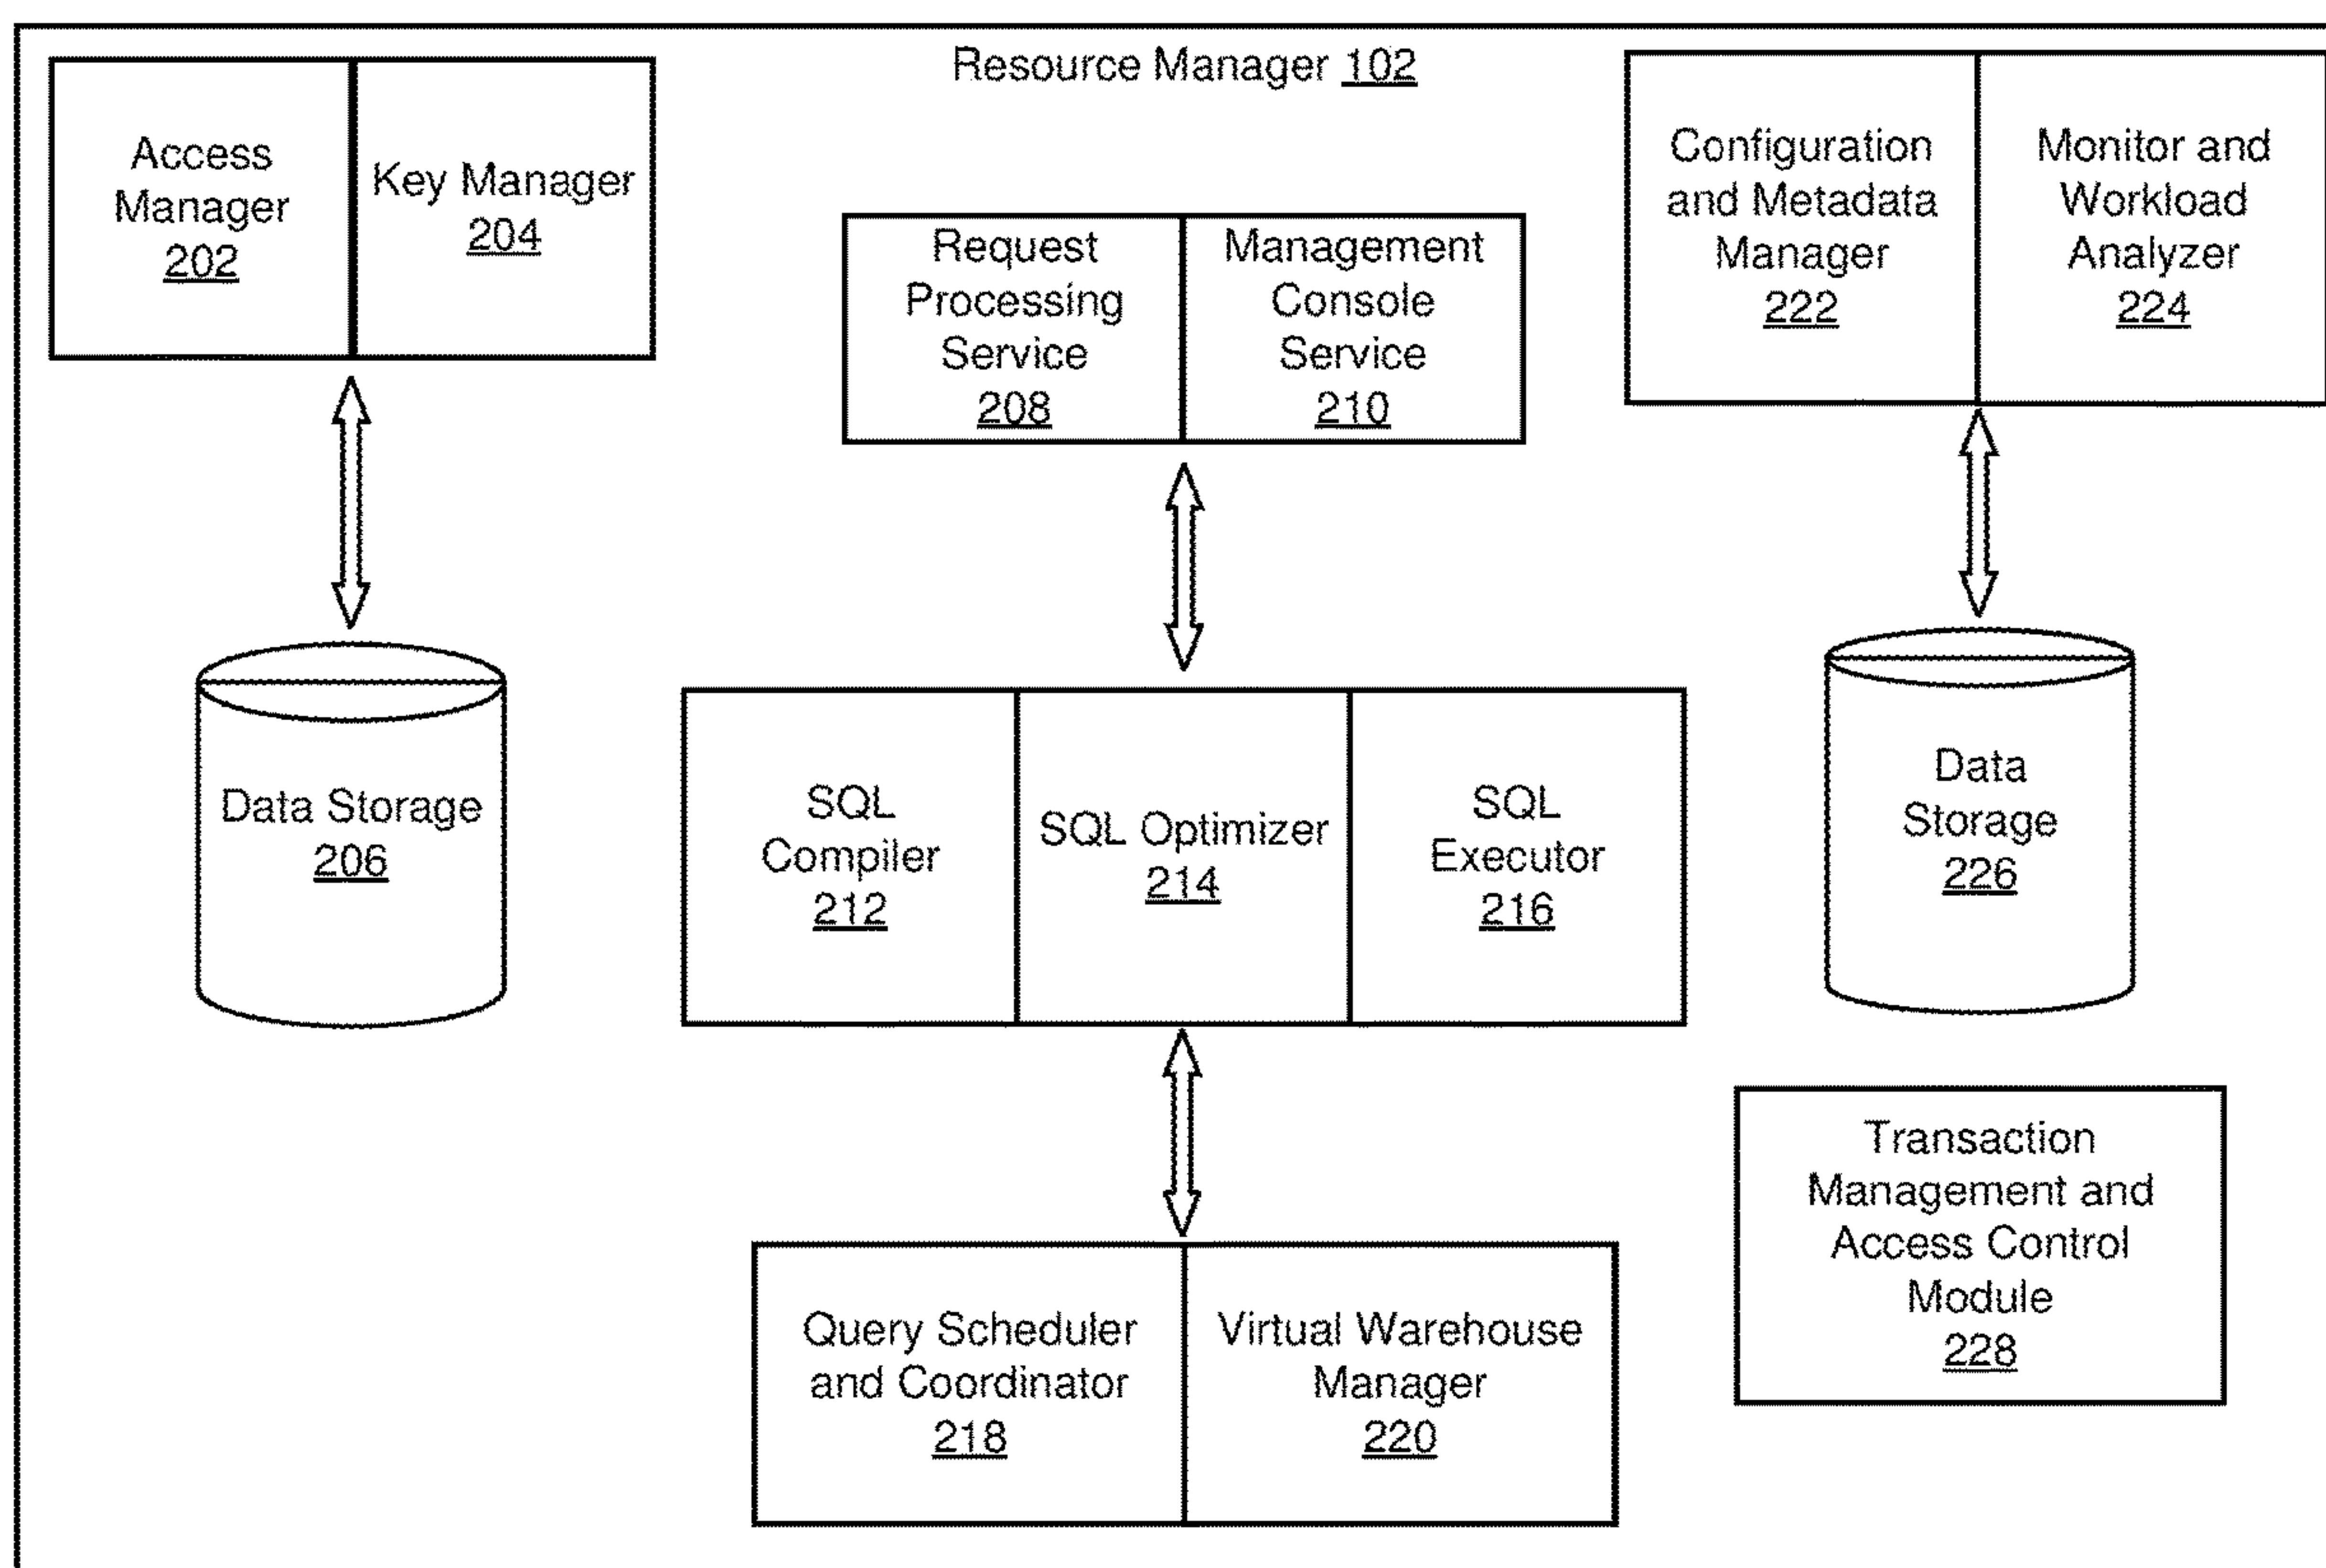 Resource Manager 102
Access
Manager
202
Key Manager
204
Request
Processing
Service
208
Management
Console
Service
210
Configuration
and Metadata
Manager
222
Monitor and
Workload
Analyzer
224
Data Storage
206
SQL
Compiler
212
SQL Optimizer
214
SQL
Executor
216
Data
Storage
226
Query Scheduler
and Coordinator
218
Virtual Warehouse
Manager
220
Transaction
Management and
Access Control
Module
228